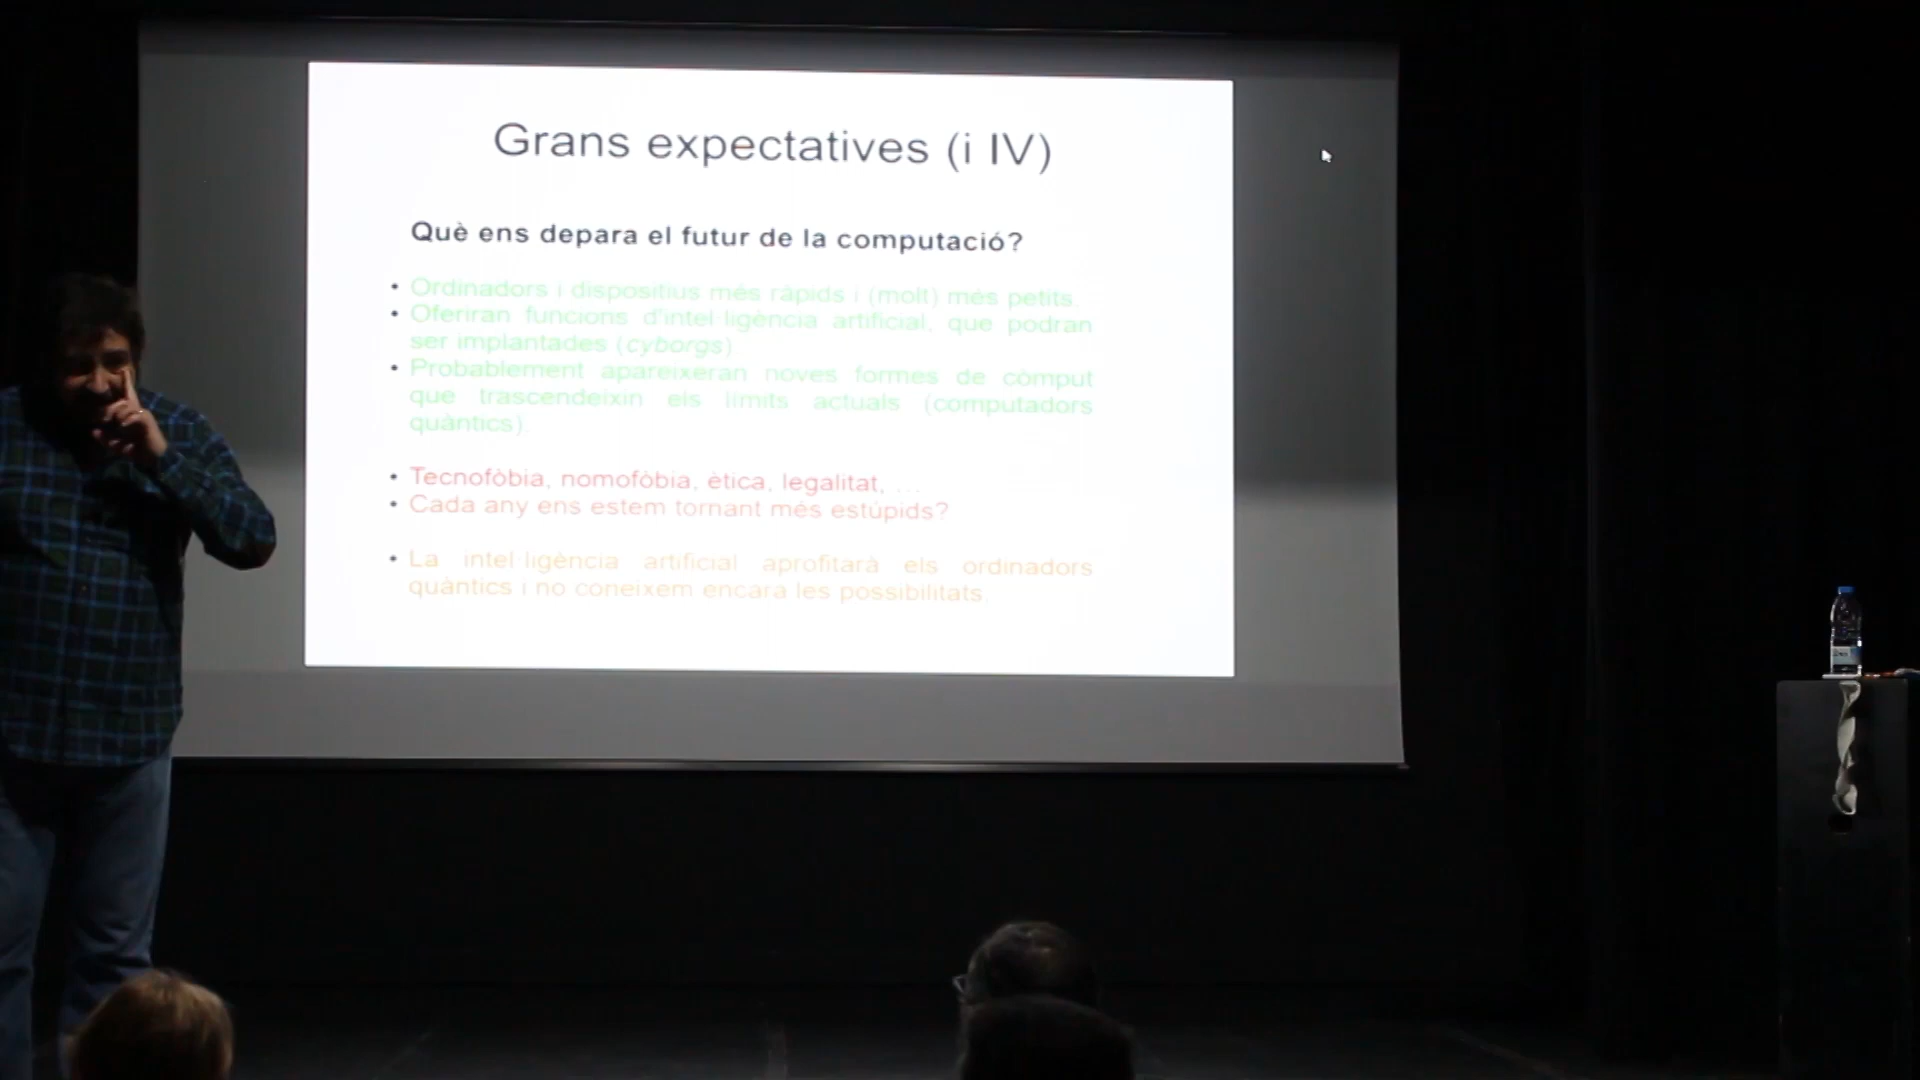 Grans expectatives (i IV)
Què ens depara el futur de la computació?
• Ordinadors i dispositius més ràpids i (molt) més petits.
• Oferiran funcions d'intel·ligència artificial, que podran
ser implantades (cyborgs).
• Probablement apareixeran noves formes de còmput
que trascendeixin els límits actuals (computadors
quàntics).
• Tecnofòbia, nomofòbia, ètica, legalitat, ...
• Cada any ens estem tornant més estúpids?
• La intel·ligència artificial aprofitarà els ordinadors
quàntics i no coneixem encara les possibilitats.